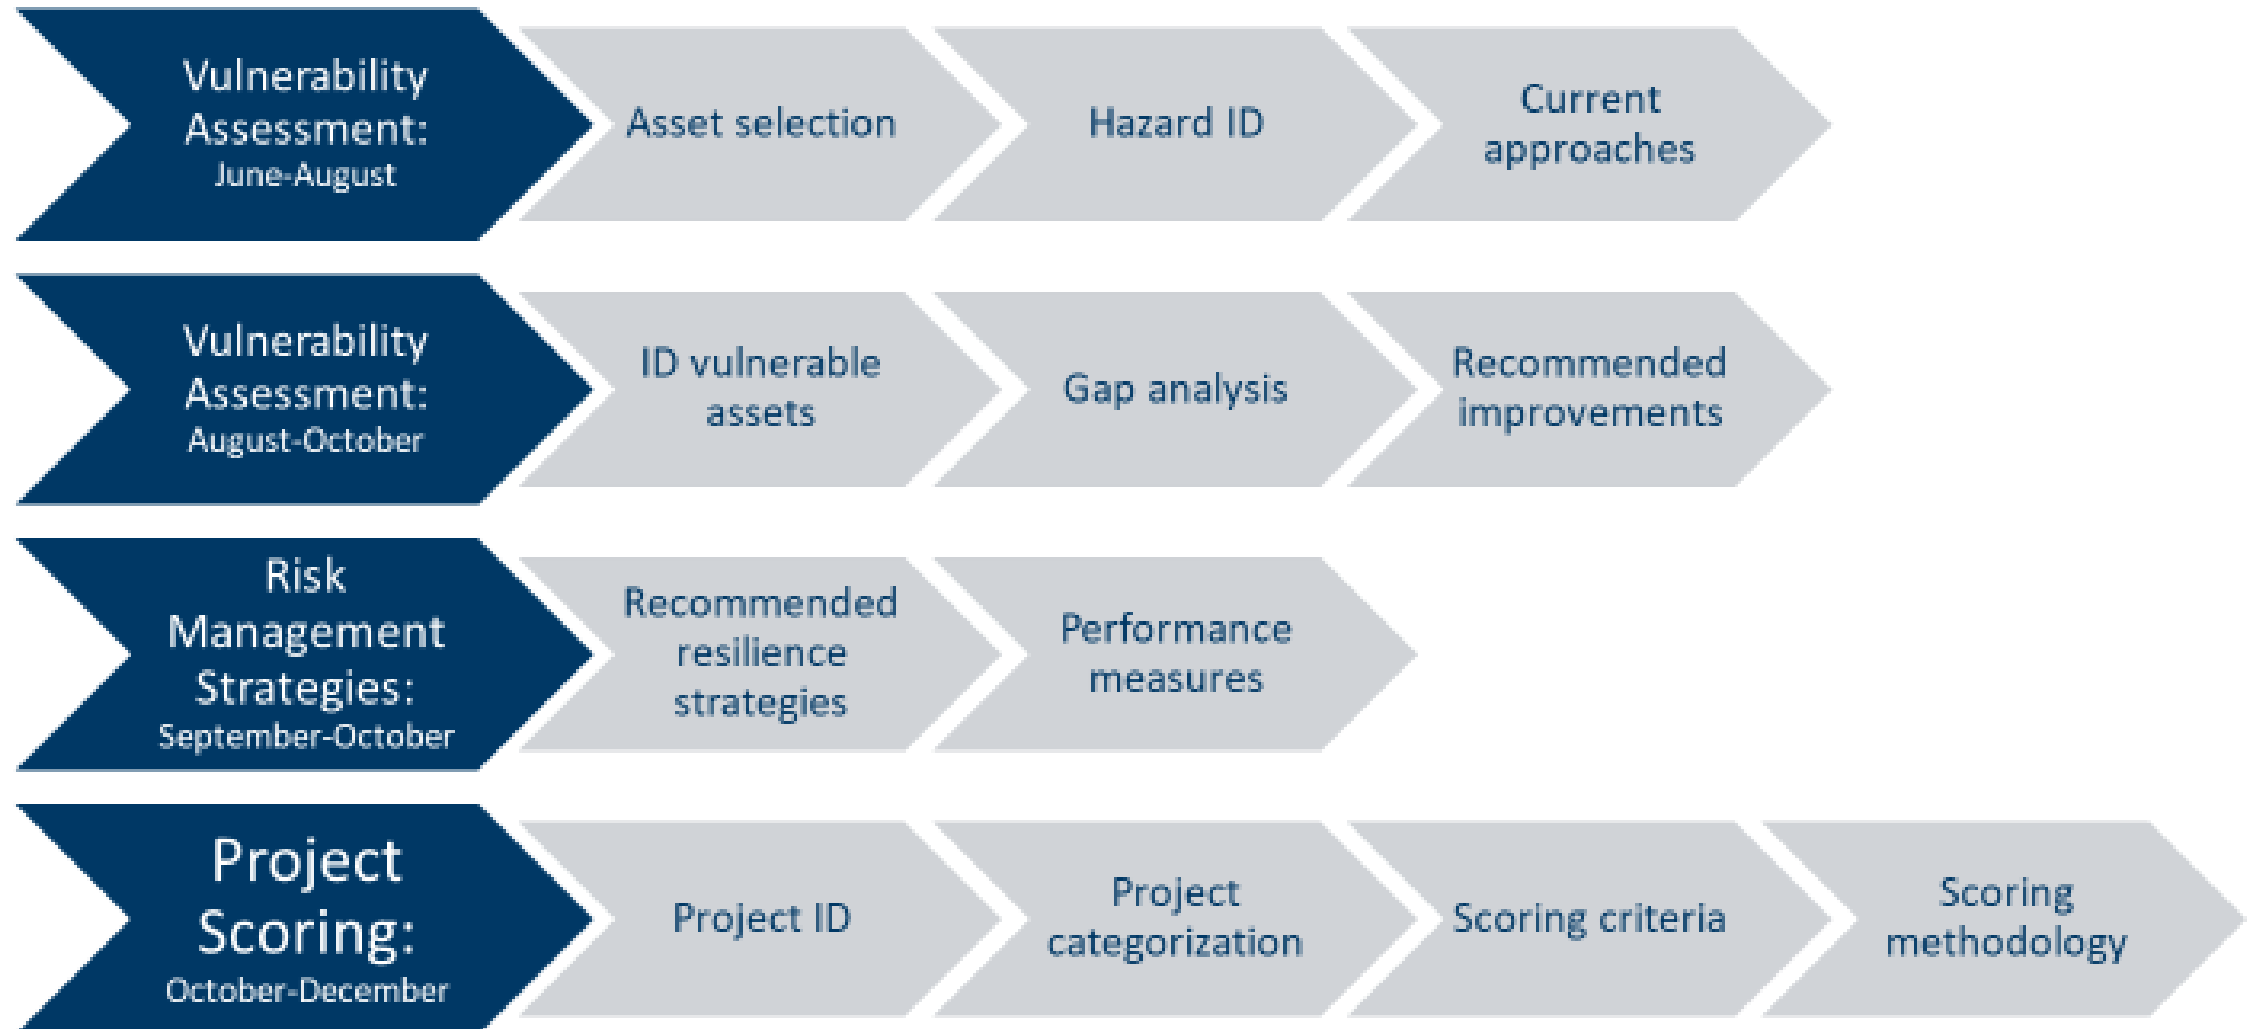 Vulnerability
Assessment:
June-August
Asset selection
Hazard ID
Current
approaches
Vulnerability
Assessment:
August-October
ID vulnerable
assets
Gap analysis
Recommended
improvements
Risk
Management
Strategies:
September-October
Recommended
resilience
strategies
Performance
measures
Project
Scoring:
October-December
Project ID
Project
categorization
Scoring criteria
Scoring
methodology